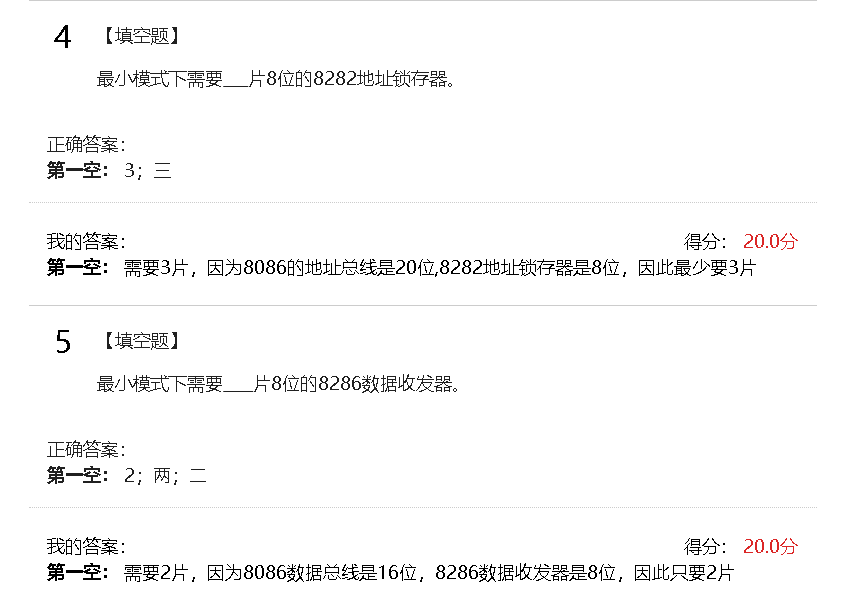 4 【填空题】
最小模式下需要___片8位的8282地址锁存器。
正确答案：
第一空： 3；三
我的答案： 得分： 20.0分
第一空： 需要3片，因为8086的地址总线是20位,8282地址锁存器是8位，因此最少要3片
5 【填空题】
最小模式下需要___片8位的8286数据收发器。
正确答案：
第一空： 2；两；二
我的答案： 得分： 20.0分
第一空： 需要2片，因为8086数据总线是16位，8286数据收发器是8位，因此只要2片